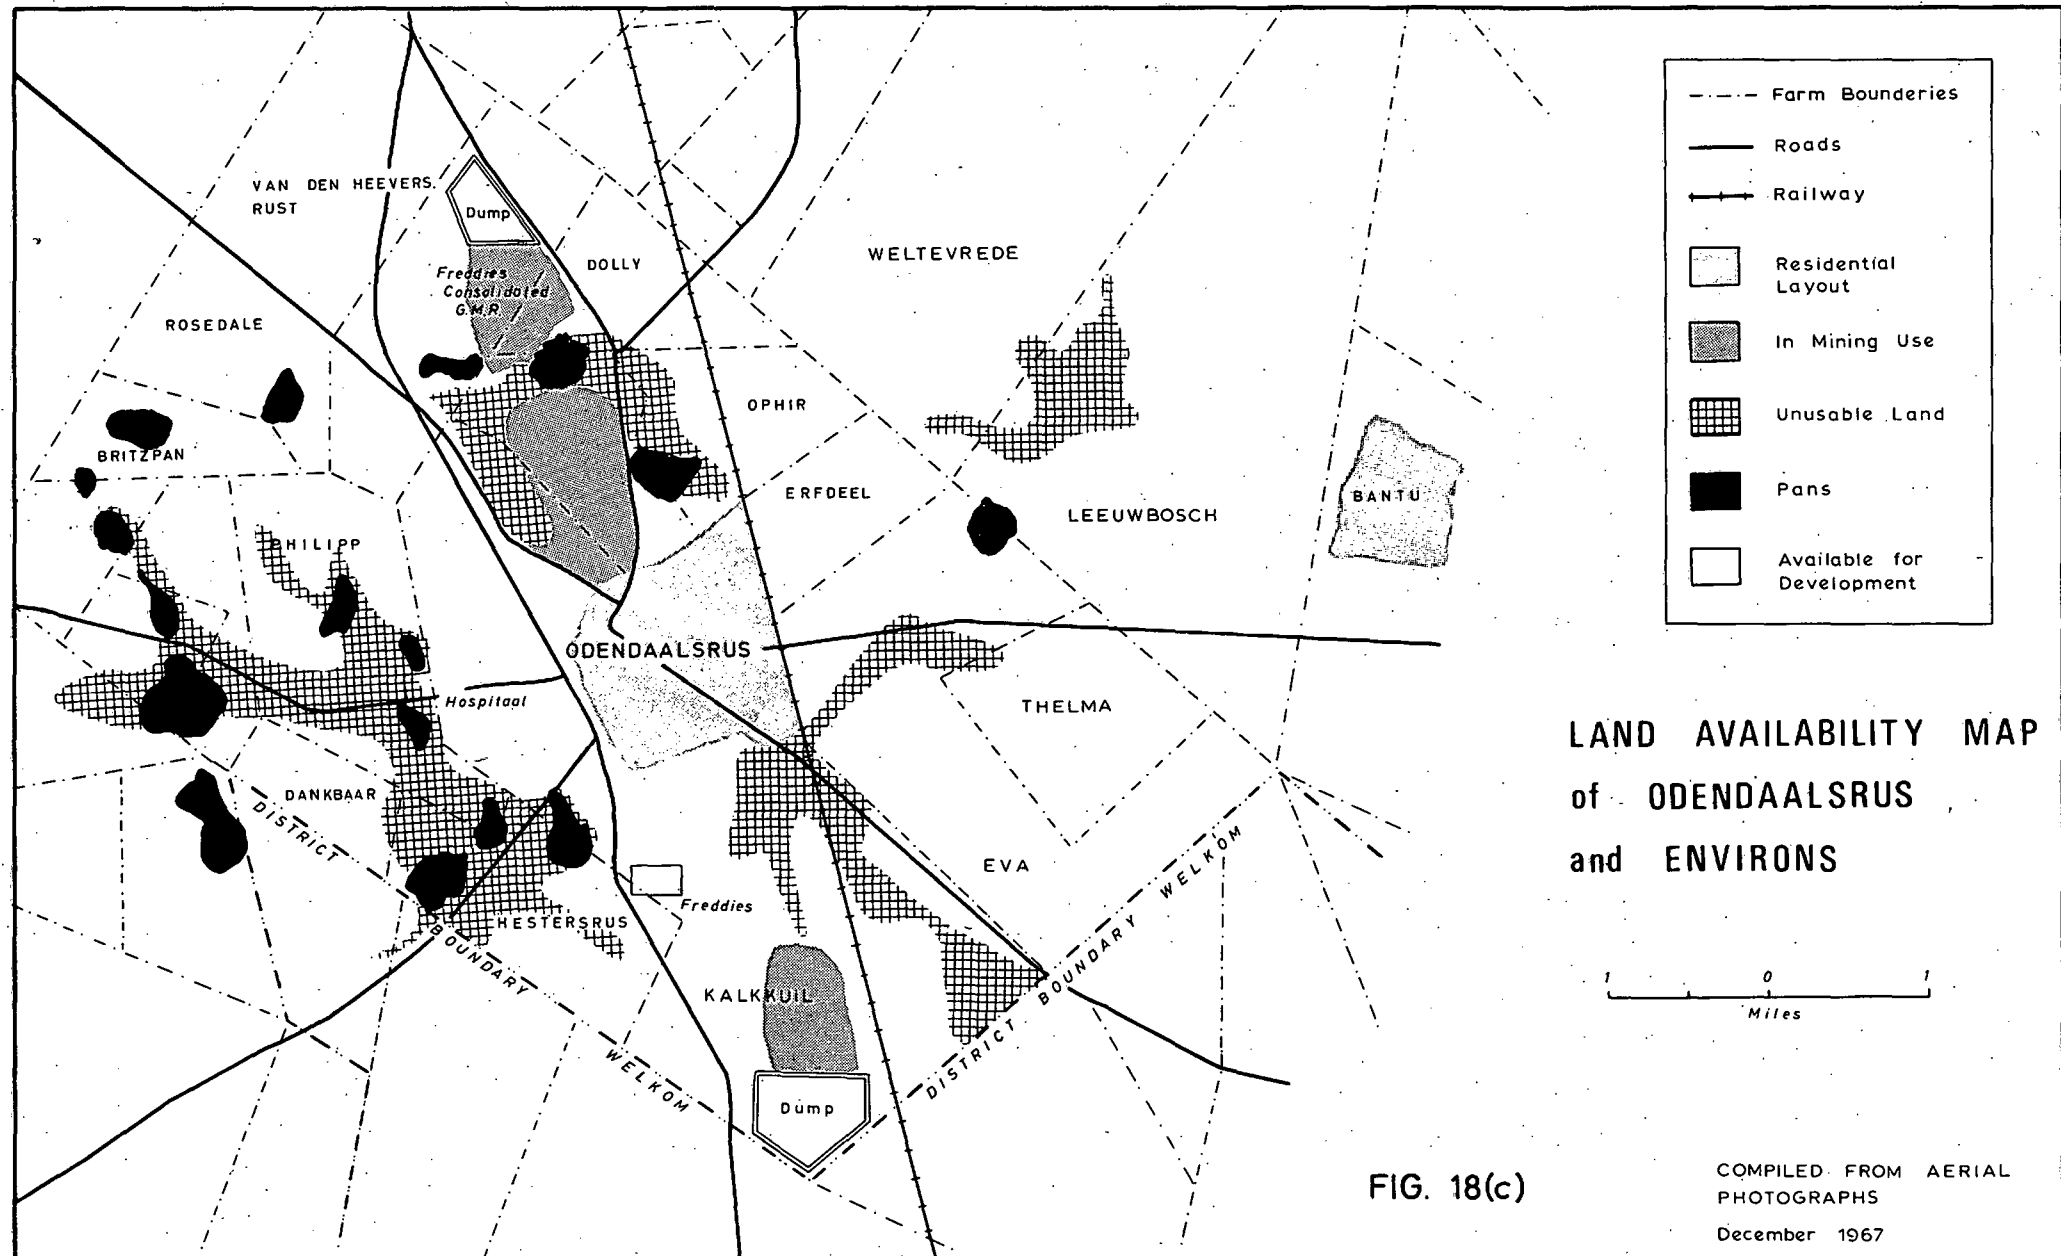 VAN DEN HEEVERS
RUST
Dump
Freddies
Consolidated
G.M.R.
DOLLY
WELTEVREDE
ROSEDALE
OPHIR
BRITZPAN
ERFDEEL
LEEUWBOSCH
BANTU
PHILIPP
ODENDAALSRUS
Hospitaal
THELMA
DANKBAAR
DISTRICT
BOUNDARY
WELKOM
HESTERSRUS
Freddies
EVA
KALKKUIL
DISTRICT BOUNDARY WELKOM
Dump
Farm Bounderies
Roads
Railway
Residential
Layout
In Mining Use
Unusable Land
Pans
Available for
Development
LAND AVAILABILITY MAP
of ODENDAALSRUS
and ENVIRONS
1 0 1
Miles
FIG. 18(c)
COMPILED FROM AERIAL
PHOTOGRAPHS
December 1967